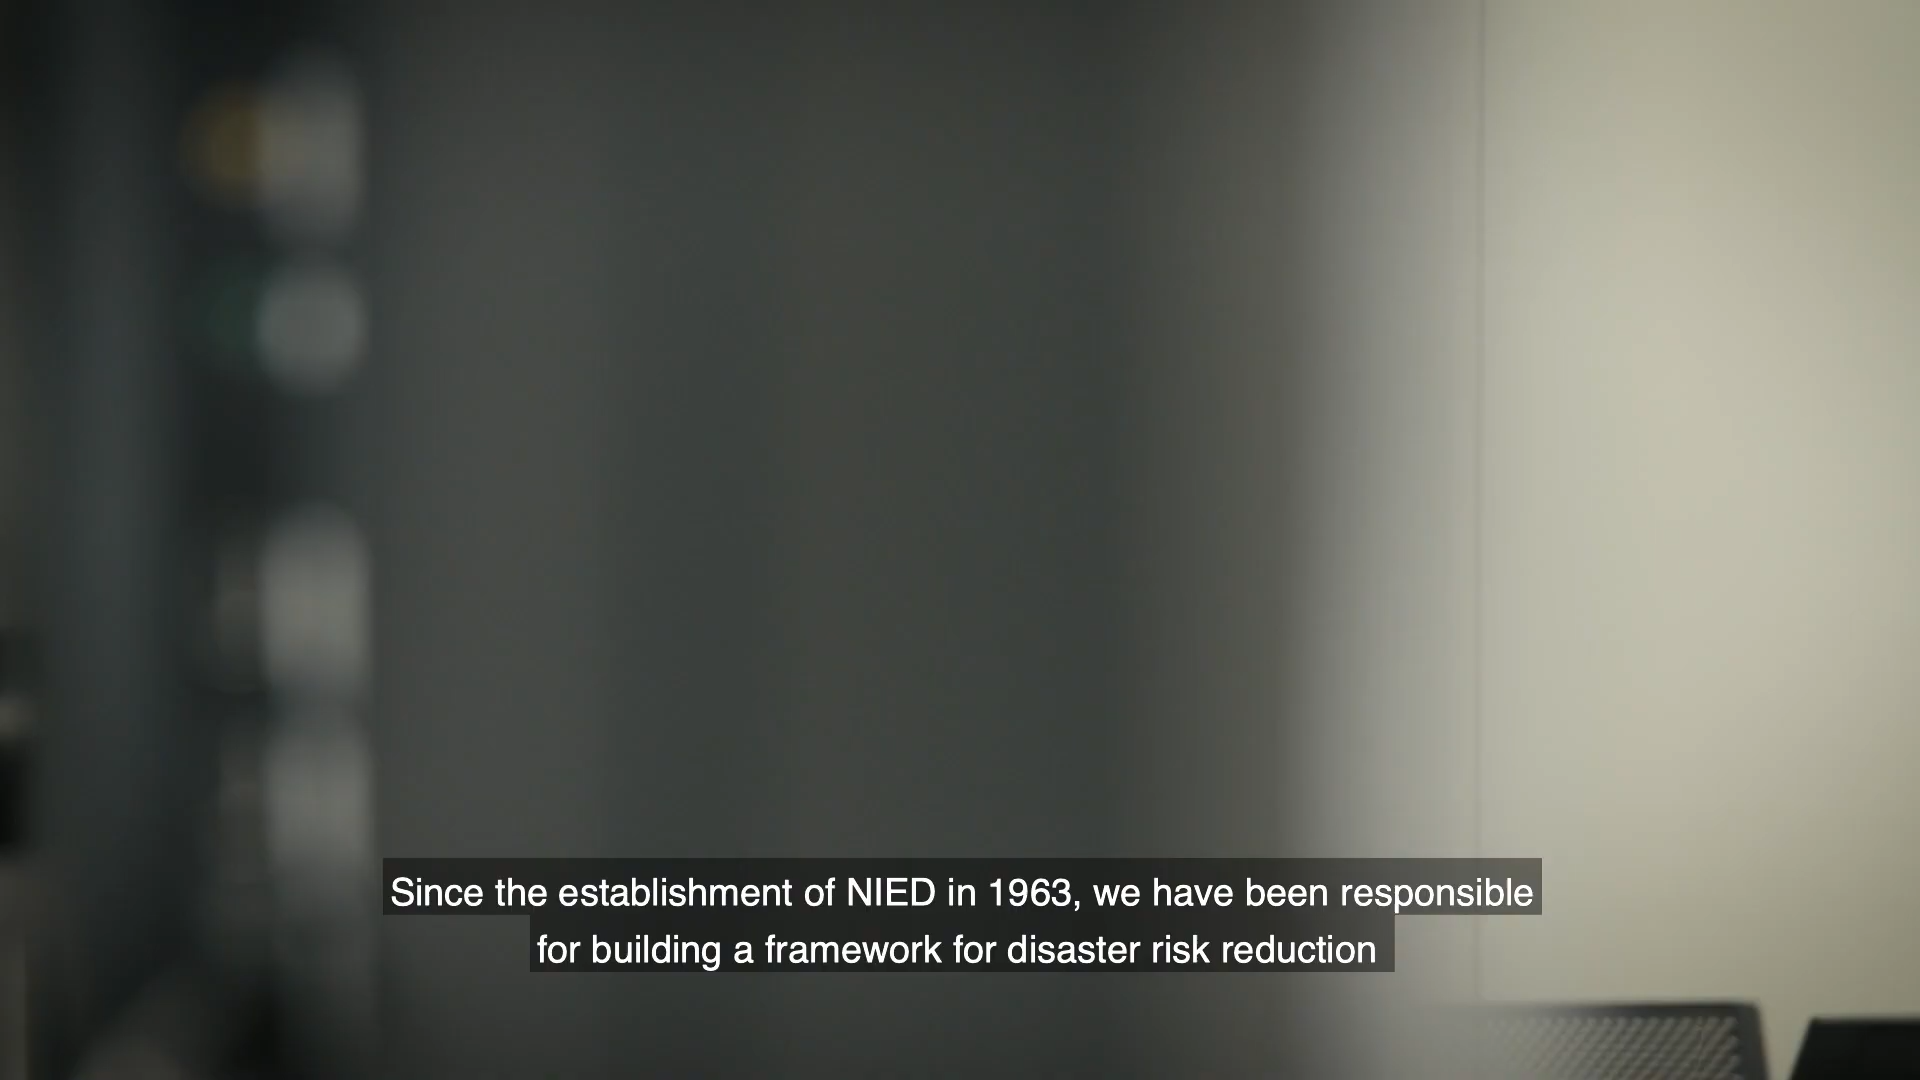 Since the establishment of NIED in 1963, we have been responsible
for building a framework for disaster risk reduction